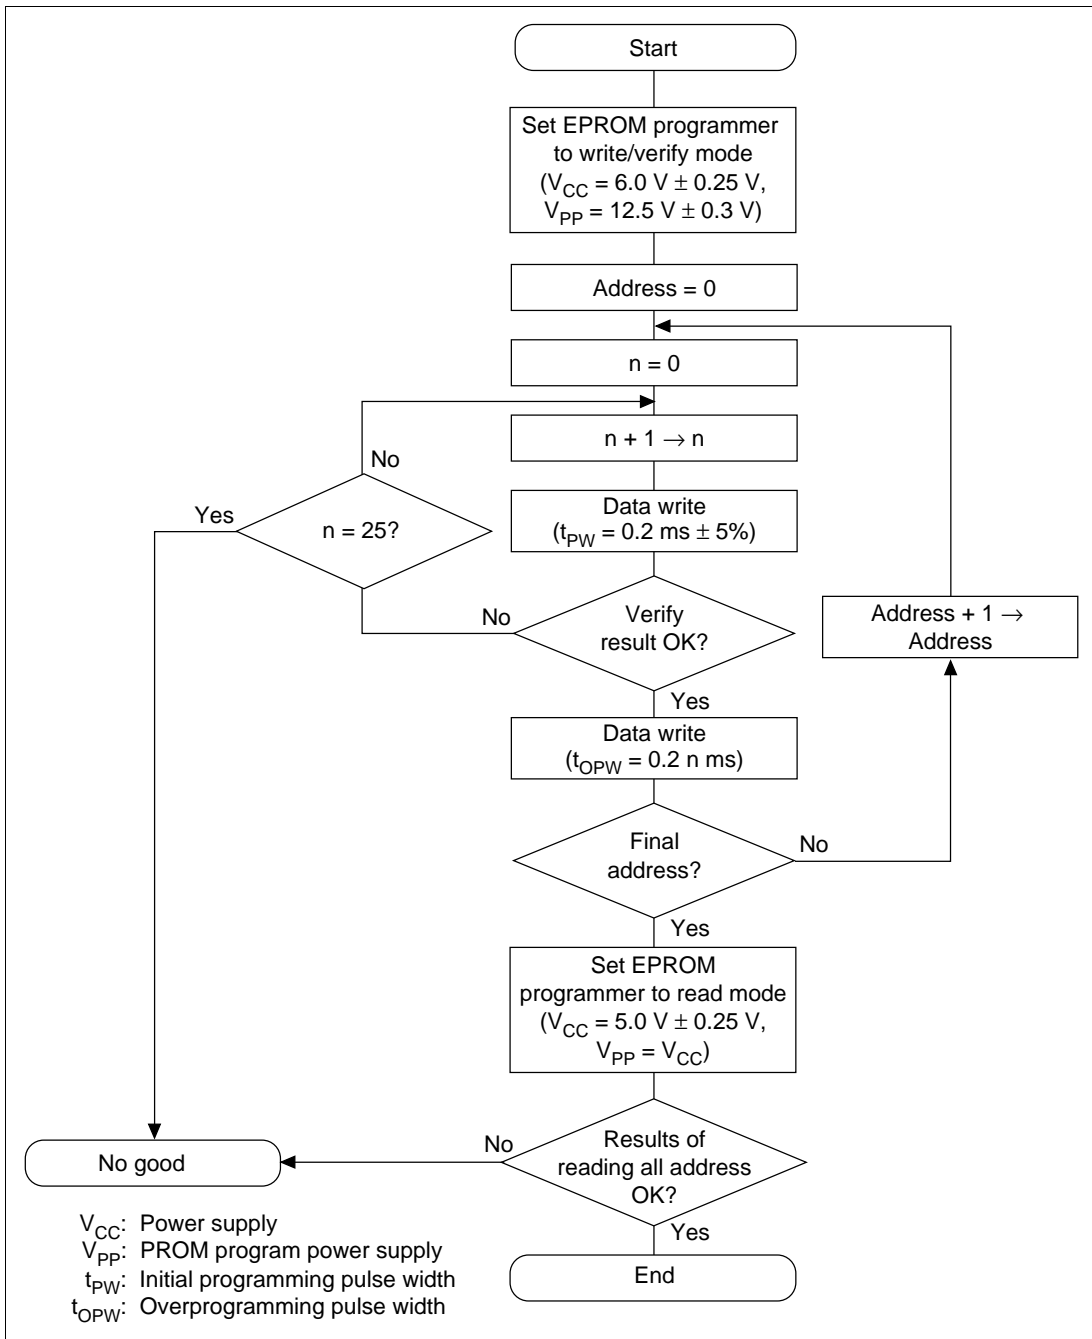 Start
Set EPROM programmer
to write/verify mode
(VCC = 6.0 V ± 0.25 V,
VPP = 12.5 V ± 0.3 V)
Address = 0
n = 0
n + 1 → n
No
Data write
(tPW = 0.2 ms ± 5%)
Yes
n = 25?
No
Verify
result OK?
Address + 1 →
Address
Yes
Data write
(tOPW = 0.2 n ms)
Final
address?
No
Yes
Set EPROM
programmer to read mode
(VCC = 5.0 V ± 0.25 V,
VPP = VCC)
No
Results of
reading all address
OK?
No good
Yes
End
VCC: Power supply
VPP: PROM program power supply
tPW: Initial programming pulse width
tOPW: Overprogramming pulse width